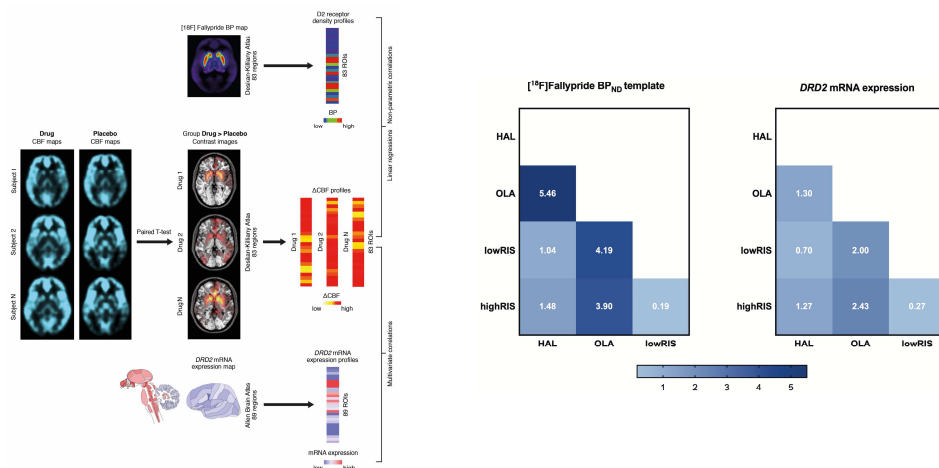 [18F] Fallypride BP map
D2 receptor
density profiles
Desikan-Killiany Atlas
83 regions
83 ROIs
BP
low
high
Non-parametric correlations
Drug
CBF maps
Placebo
CBF maps
Group Drug > Placebo
Contrast images
Subject 1
Subject 2
Subject N
Paired T-test
Drug 1
Drug 2
Drug N
Desikan-Killiany Atlas
83 regions
ΔCBF profiles
Drug 1
Drug 2
Drug N
83 ROIs
ΔCBF
low
high
Linear regressions
Multivariate correlations
DRD2 mRNA
expression map
Allen Brain Atlas
89 regions
DRD2 mRNA
expression profiles
89 ROIs
mRNA expression
low
high
[¹⁸F]Fallypride BPND template
HAL
OLA
5.46
lowRIS
1.04 4.19
highRIS
1.48 3.90 0.19
HAL OLA lowRIS
DRD2 mRNA expression
HAL
OLA
1.30
lowRIS
0.70 2.00
highRIS
1.27 2.43 0.27
HAL OLA lowRIS
1 2 3 4 5